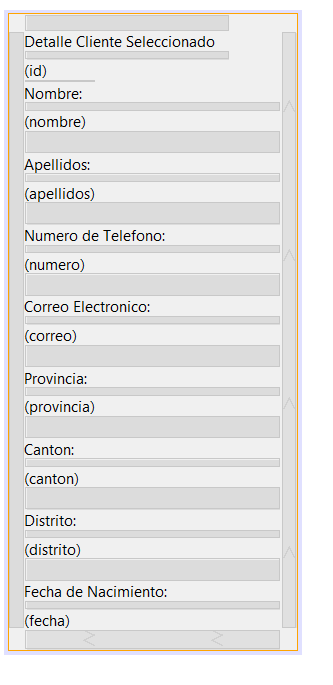 Detalle Cliente Seleccionado
(id)
Nombre:
(nombre)
Apellidos:
(apellidos)
Numero de Telefono:
(numero)
Correo Electronico:
(correo)
Provincia:
(provincia)
Canton:
(canton)
Distrito:
(distrito)
Fecha de Nacimiento:
(fecha)